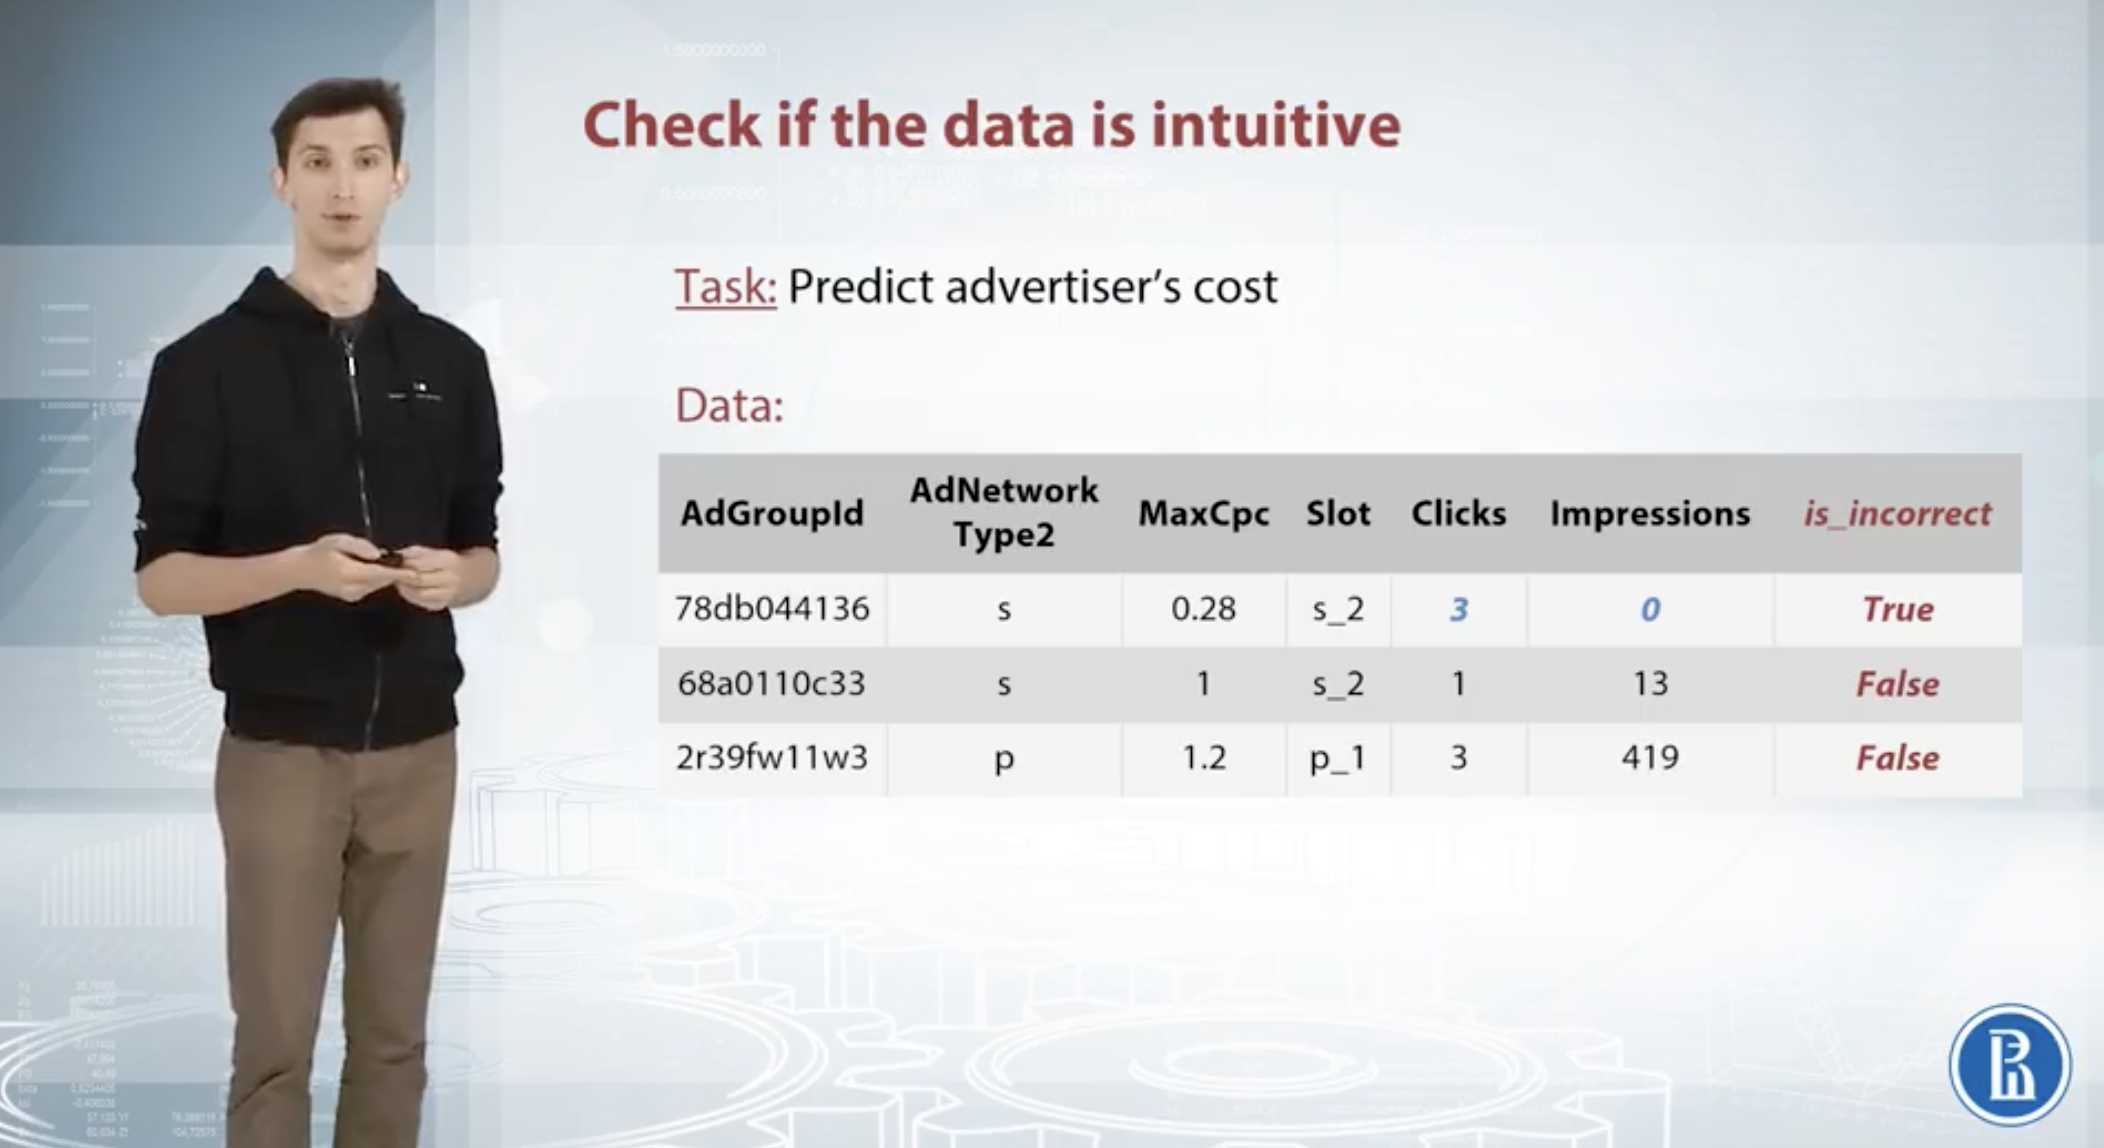 Check if the data is intuitive
Task: Predict advertiser's cost
Data:
AdGroupId AdNetwork Type2 MaxCpc Slot Clicks Impressions is_incorrect
78db044136 s 0.28 s_2 3 0 True
68a0110c33 s 1 s_2 1 13 False
2r39fw11w3 p 1.2 p_1 3 419 False